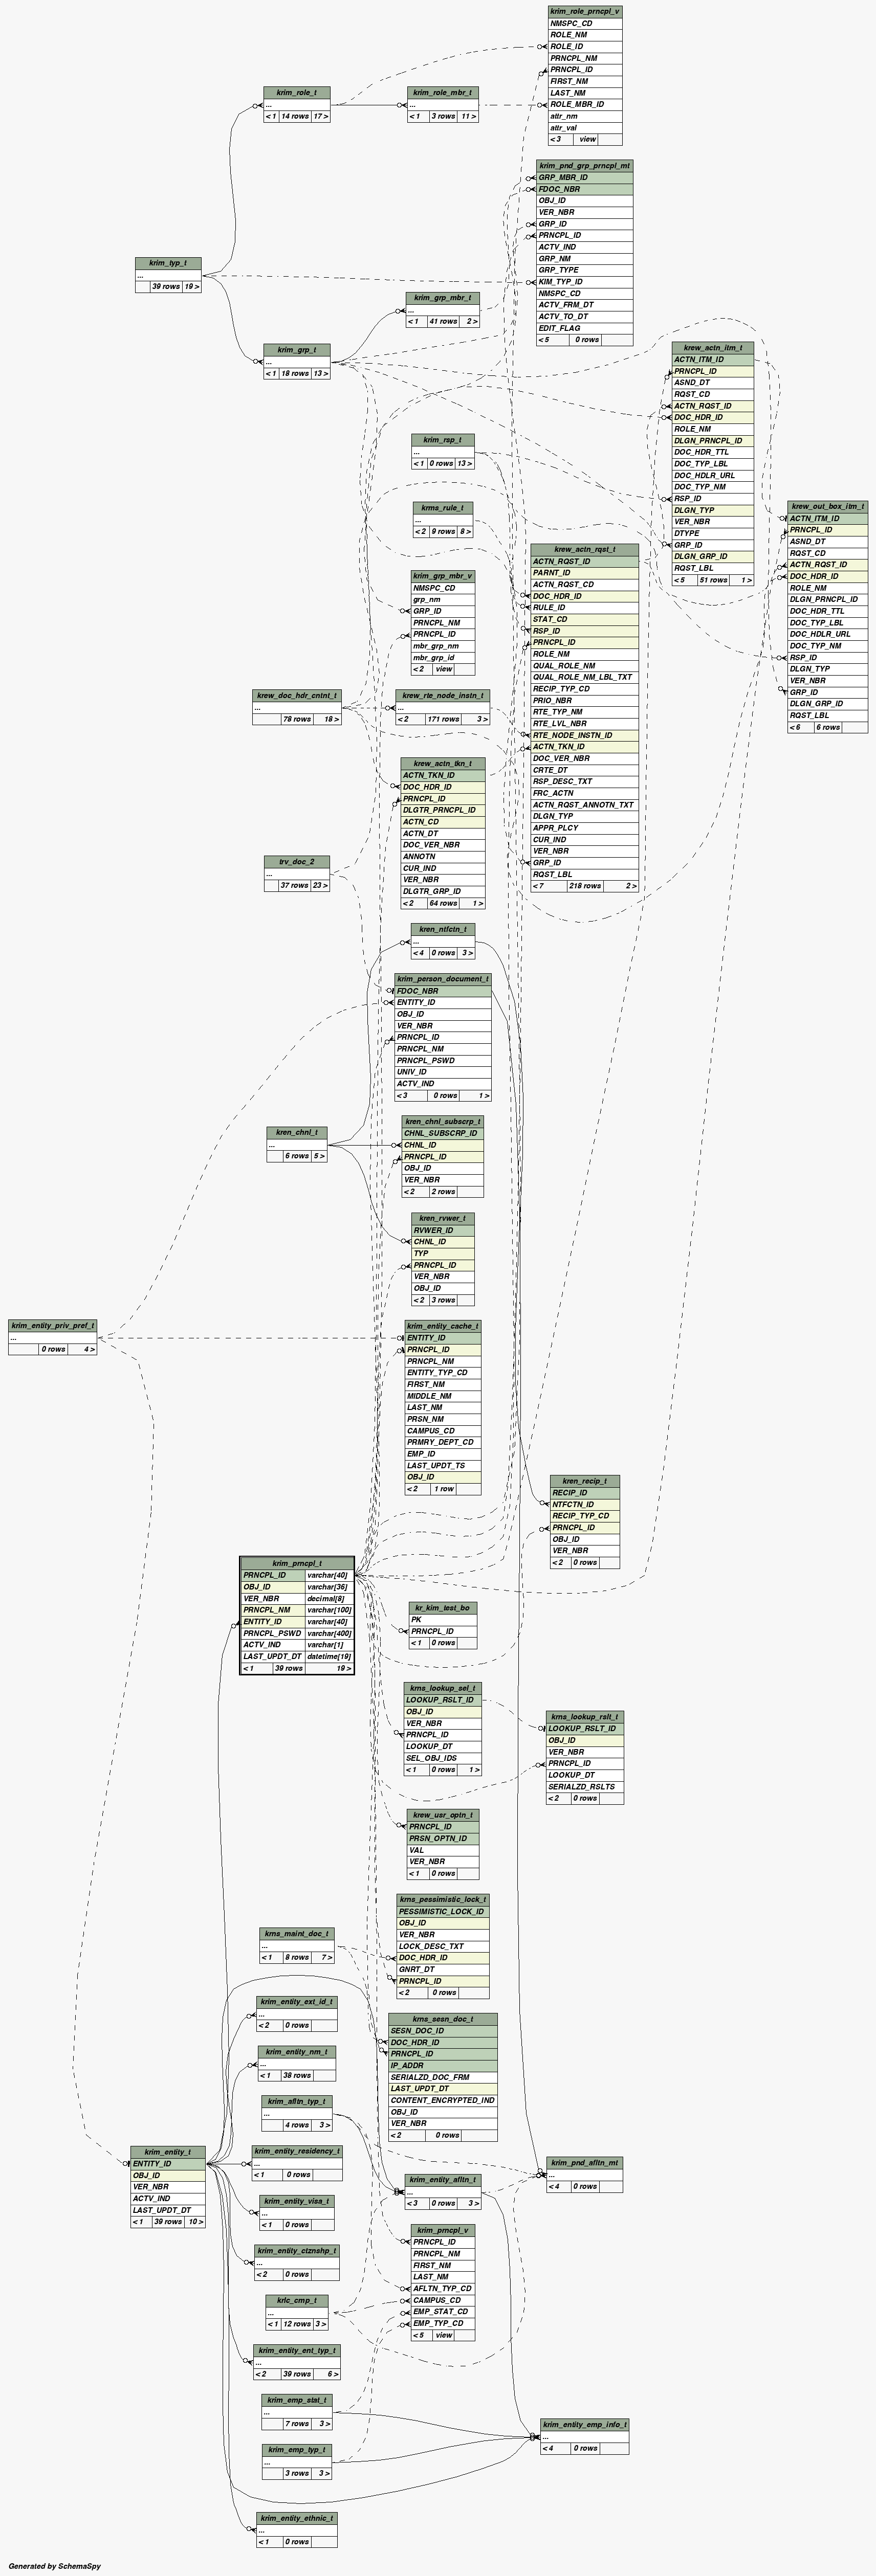 krim_role_prncpl_v
NMSPC_CD
ROLE_NM
ROLE_ID
PRNCPL_NM
PRNCPL_ID
FIRST_NM
LAST_NM
ROLE_MBR_ID
attr_nm
attr_val
< 3 view
krim_role_t
...
< 1 14 rows 17 >
krim_role_mbr_t
...
< 1 3 rows 11 >
krim_pnd_grp_prncpl_mt
GRP_MBR_ID
FDOC_NBR
OBJ_ID
VER_NBR
GRP_ID
PRNCPL_ID
ACTV_IND
GRP_NM
GRP_TYPE
KIM_TYP_ID
NMSPC_CD
ACTV_FRM_DT
ACTV_TO_DT
EDIT_FLAG
< 5 0 rows
krim_typ_t
...
39 rows 19 >
krim_grp_mbr_t
...
< 1 41 rows 2 >
krim_grp_t
...
< 1 18 rows 13 >
krew_actn_itm_t
ACTN_ITM_ID
PRNCPL_ID
ASND_DT
RQST_CD
ACTN_RQST_ID
DOC_HDR_ID
ROLE_NM
DLGN_PRNCPL_ID
DOC_HDR_TTL
DOC_TYP_LBL
DOC_HDLR_URL
DOC_TYP_NM
RSP_ID
DLGN_TYP
VER_NBR
DTYPE
GRP_ID
DLGN_GRP_ID
RQST_LBL
< 5 51 rows 1 >
krim_rsp_t
...
< 1 0 rows 13 >
krms_rule_t
...
< 2 9 rows 8 >
krew_out_box_itm_t
ACTN_ITM_ID
PRNCPL_ID
ASND_DT
RQST_CD
ACTN_RQST_ID
DOC_HDR_ID
ROLE_NM
DLGN_PRNCPL_ID
DOC_HDR_TTL
DOC_TYP_LBL
DOC_HDLR_URL
DOC_TYP_NM
RSP_ID
DLGN_TYP
VER_NBR
GRP_ID
DLGN_GRP_ID
RQST_LBL
< 6 6 rows
krew_actn_rqst_t
ACTN_RQST_ID
PARNT_ID
ACTN_RQST_CD
DOC_HDR_ID
RULE_ID
STAT_CD
RSP_ID
PRNCPL_ID
ROLE_NM
QUAL_ROLE_NM
QUAL_ROLE_NM_LBL_TXT
RECIP_TYP_CD
PRIO_NBR
RTE_TYP_NM
RTE_LVL_NBR
RTE_NODE_INSTN_ID
ACTN_TKN_ID
DOC_VER_NBR
CRTE_DT
RSP_DESC_TXT
FRC_ACTN
ACTN_RQST_ANNOTN_TXT
DLGN_TYP
APPR_PLCY
CUR_IND
VER_NBR
GRP_ID
RQST_LBL
< 7 218 rows 2 >
krim_grp_mbr_v
NMSPC_CD
grp_nm
GRP_ID
PRNCPL_NM
PRNCPL_ID
mbr_grp_nm
mbr_grp_id
< 2 view
krew_doc_hdr_cntnt_t
...
78 rows 18 >
krew_rte_node_instn_t
...
< 2 171 rows 3 >
krew_actn_tkn_t
ACTN_TKN_ID
DOC_HDR_ID
PRNCPL_ID
DLGTR_PRNCPL_ID
ACTN_CD
ACTN_DT
DOC_VER_NBR
ANNOTN
CUR_IND
VER_NBR
DLGTR_GRP_ID
< 2 64 rows 1 >
trv_doc_2
...
37 rows 23 >
kren_ntfctn_t
...
< 4 0 rows 3 >
krim_person_document_t
FDOC_NBR
ENTITY_ID
OBJ_ID
VER_NBR
PRNCPL_ID
PRNCPL_NM
PRNCPL_PSWD
UNIV_ID
ACTV_IND
< 3 0 rows 1 >
kren_chnl_t
...
6 rows 5 >
kren_chnl_subscrp_t
CHNL_SUBSCRP_ID
CHNL_ID
PRNCPL_ID
OBJ_ID
VER_NBR
< 2 2 rows
kren_rvwer_t
RVWER_ID
CHNL_ID
TYP
PRNCPL_ID
VER_NBR
OBJ_ID
< 2 3 rows
krim_entity_priv_pref_t
...
0 rows 4 >
krim_entity_cache_t
ENTITY_ID
PRNCPL_ID
PRNCPL_NM
ENTITY_TYP_CD
FIRST_NM
MIDDLE_NM
LAST_NM
PRSN_NM
CAMPUS_CD
PRMRY_DEPT_CD
EMP_ID
LAST_UPDT_TS
OBJ_ID
< 2 1 row
kren_recip_t
RECIP_ID
NTFCTN_ID
RECIP_TYP_CD
PRNCPL_ID
OBJ_ID
VER_NBR
< 2 0 rows
krim_prncpl_t
PRNCPL_ID varchar[40]
OBJ_ID varchar[36]
VER_NBR decimal[8]
PRNCPL_NM varchar[100]
ENTITY_ID varchar[40]
PRNCPL_PSWD varchar[400]
ACTV_IND varchar[1]
LAST_UPDT_DT datetime[19]
< 1 39 rows 19 >
kr_kim_test_bo
PK
PRNCPL_ID
< 1 0 rows
krns_lookup_sel_t
LOOKUP_RSLT_ID
OBJ_ID
VER_NBR
PRNCPL_ID
LOOKUP_DT
SEL_OBJ_IDS
< 1 0 rows 1 >
krns_lookup_rslt_t
LOOKUP_RSLT_ID
OBJ_ID
VER_NBR
PRNCPL_ID
LOOKUP_DT
SERIALZD_RSLTS
< 2 0 rows
krew_usr_optn_t
PRNCPL_ID
PRSN_OPTN_ID
VAL
VER_NBR
< 1 0 rows
krns_pessimistic_lock_t
PESSIMISTIC_LOCK_ID
OBJ_ID
VER_NBR
LOCK_DESC_TXT
DOC_HDR_ID
GNRT_DT
PRNCPL_ID
< 2 0 rows
krns_maint_doc_t
...
< 1 8 rows 7 >
krim_entity_ext_id_t
...
< 2 0 rows
krns_sesn_doc_t
SESN_DOC_ID
DOC_HDR_ID
PRNCPL_ID
IP_ADDR
SERIALZD_DOC_FRM
LAST_UPDT_DT
CONTENT_ENCRYPTED_IND
OBJ_ID
VER_NBR
< 2 0 rows
krim_entity_nm_t
...
< 1 38 rows
krim_afltn_typ_t
...
4 rows 3 >
krim_entity_t
ENTITY_ID
OBJ_ID
VER_NBR
ACTV_IND
LAST_UPDT_DT
< 1 39 rows 10 >
krim_entity_residency_t
...
< 1 0 rows
krim_entity_afltn_t
...
< 3 0 rows 3 >
krim_pnd_afltn_mt
...
< 4 0 rows
krim_entity_visa_t
...
< 1 0 rows
krim_prncpl_v
PRNCPL_ID
PRNCPL_NM
FIRST_NM
LAST_NM
AFLTN_TYP_CD
CAMPUS_CD
EMP_STAT_CD
EMP_TYP_CD
< 5 view
krim_entity_ctznshp_t
...
< 2 0 rows
krlc_cmp_t
...
< 1 12 rows 3 >
krim_entity_ent_typ_t
...
< 2 39 rows 6 >
krim_emp_stat_t
...
7 rows 3 >
krim_entity_emp_info_t
...
< 4 0 rows
krim_emp_typ_t
...
3 rows 3 >
krim_entity_ethnic_t
...
< 1 0 rows
Generated by SchemaSpy